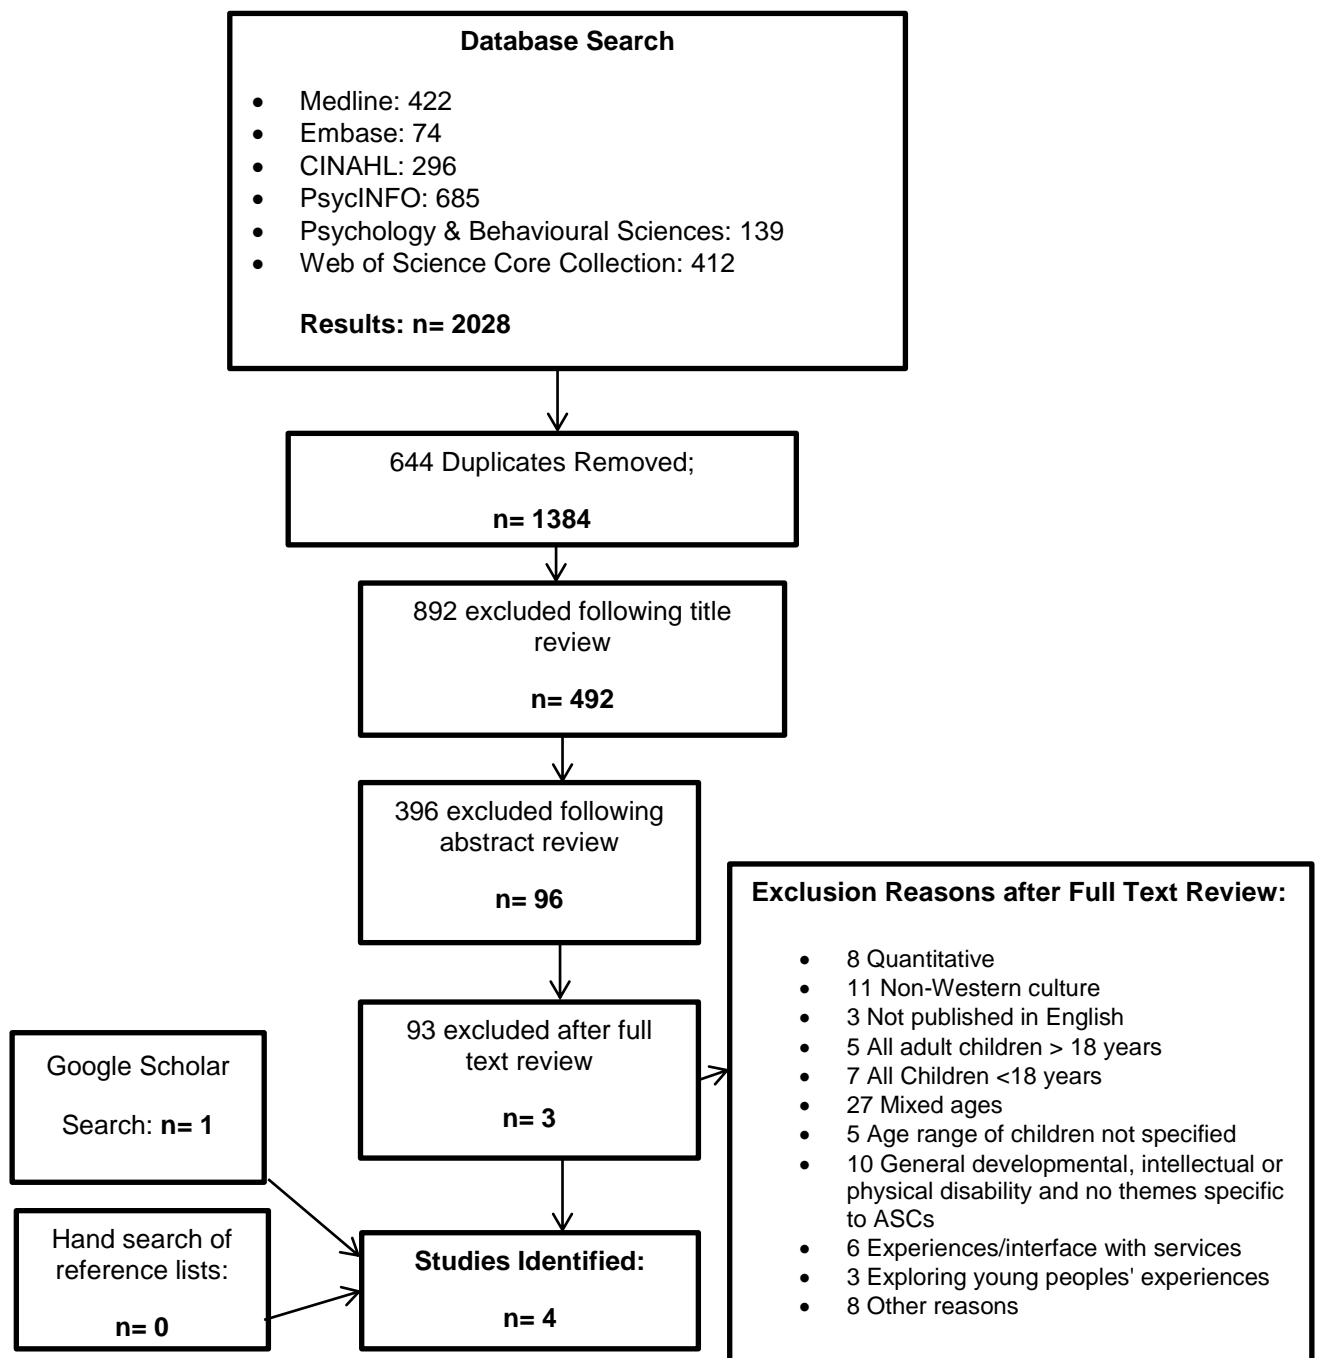 Database Search
• Medline: 422
• Embase: 74
• CINAHL: 296
• PsycINFO: 685
• Psychology & Behavioural Sciences: 139
• Web of Science Core Collection: 412
Results: n= 2028
644 Duplicates Removed;
n= 1384
892 excluded following title
review
n= 492
396 excluded following
abstract review
n= 96
93 excluded after full
text review
n= 3
Exclusion Reasons after Full Text Review:
• 8 Quantitative
• 11 Non-Western culture
• 3 Not published in English
• 5 All adult children > 18 years
• 7 All Children <18 years
• 27 Mixed ages
• 5 Age range of children not specified
• 10 General developmental, intellectual or
physical disability and no themes specific
to ASCs
• 6 Experiences/interface with services
• 3 Exploring young peoples' experiences
• 8 Other reasons
Google Scholar
Search: n= 1
Hand search of
reference lists:
n= 0
Studies Identified:
n= 4